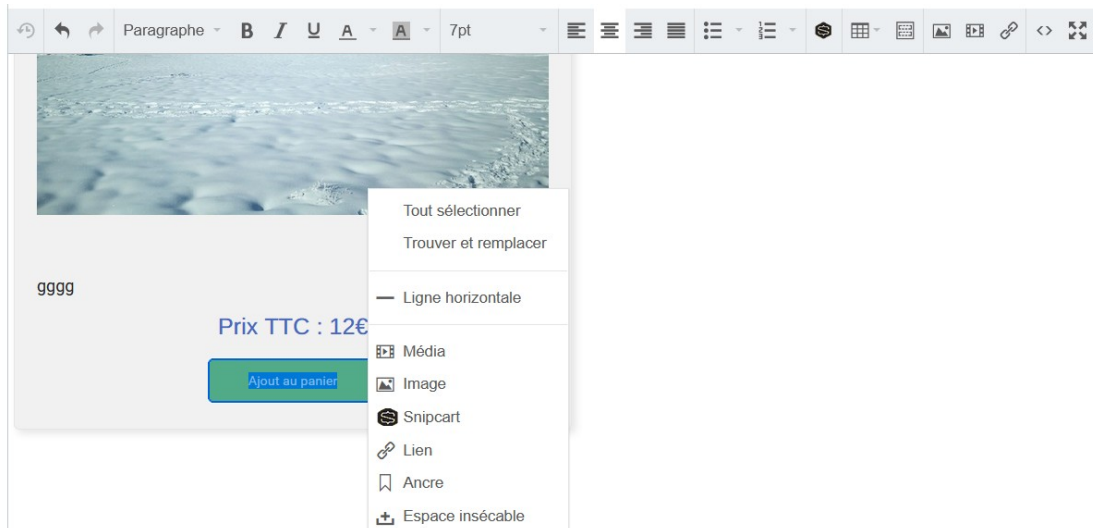 Paragraphe B I U A A 7pt
Tout sélectionner
Trouver et remplacer
Ligne horizontale
gggg
Prix TTC : 12€
Média
Ajout au panier
Image
Snipcart
Lien
Ancre
Espace insécable